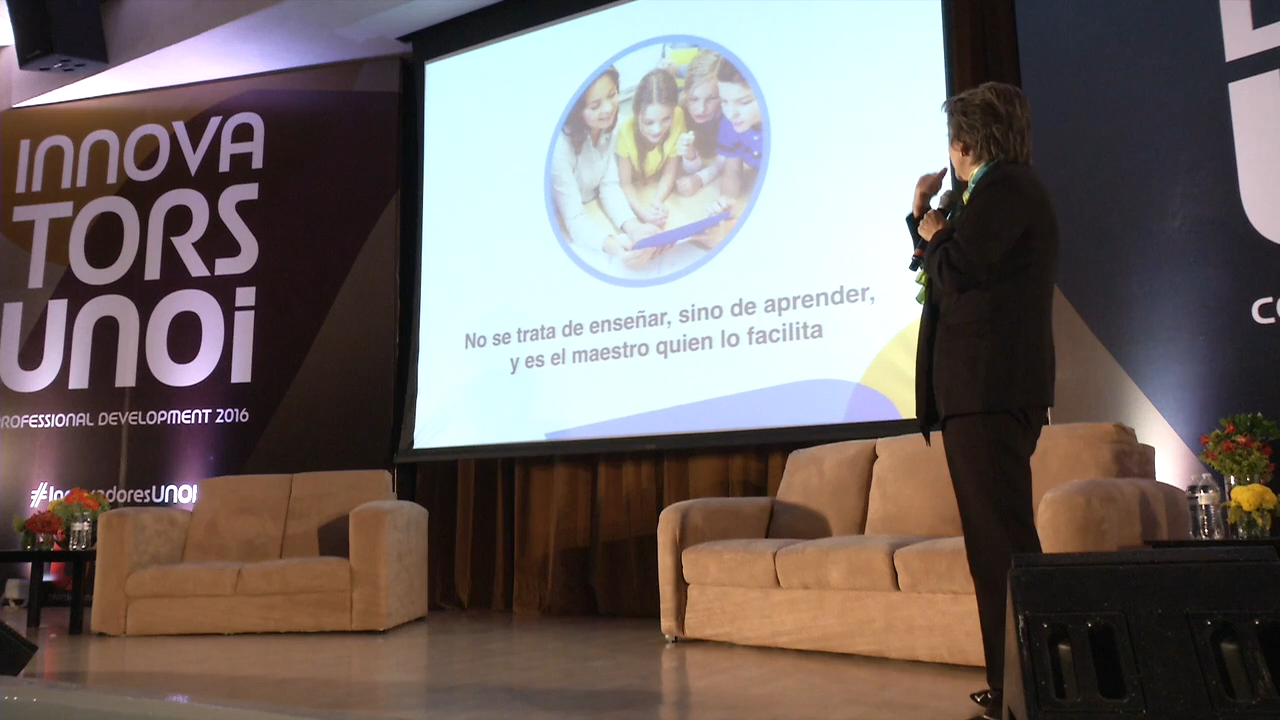 INNOVA
TORS
UNOi
PROFESSIONAL DEVELOPMENT 2016
#InnovadoresUNOI
No se trata de enseñar, sino de aprender,
y es el maestro quien lo facilita